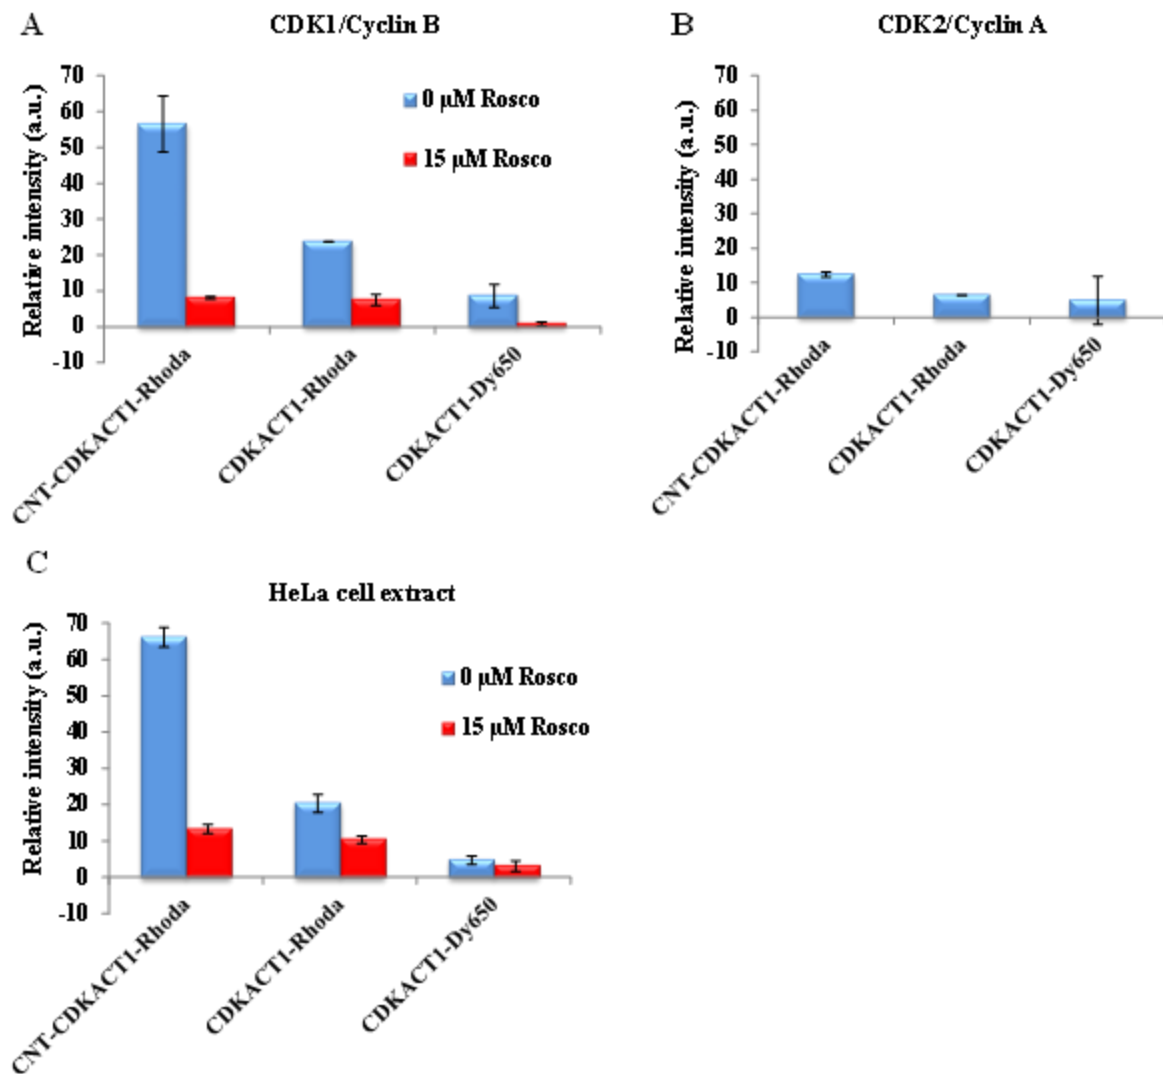 A
CDK1/Cyclin B
Relative intensity (a.u.)
70
60
50
40
30
20
10
0
-10
0 μM Rosco
15 μM Rosco
CNT-CDKACT1-Rhoda
CDKACT1-Rhoda
CDKACT1-Dy650
B
CDK2/Cyclin A
Relative intensity (a.u.)
70
60
50
40
30
20
10
0
-10
CNT-CDKACT1-Rhoda
CDKACT1-Rhoda
CDKACT1-Dy650
C
HeLa cell extract
Relative intensity (a.u.)
70
60
50
40
30
20
10
0
-10
0 μM Rosco
15 μM Rosco
CNT-CDKACT1-Rhoda
CDKACT1-Rhoda
CDKACT1-Dy650